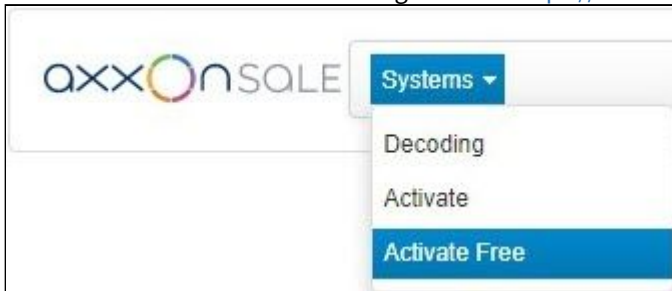 axxonsale
Systems
Decoding
Activate
Activate Free